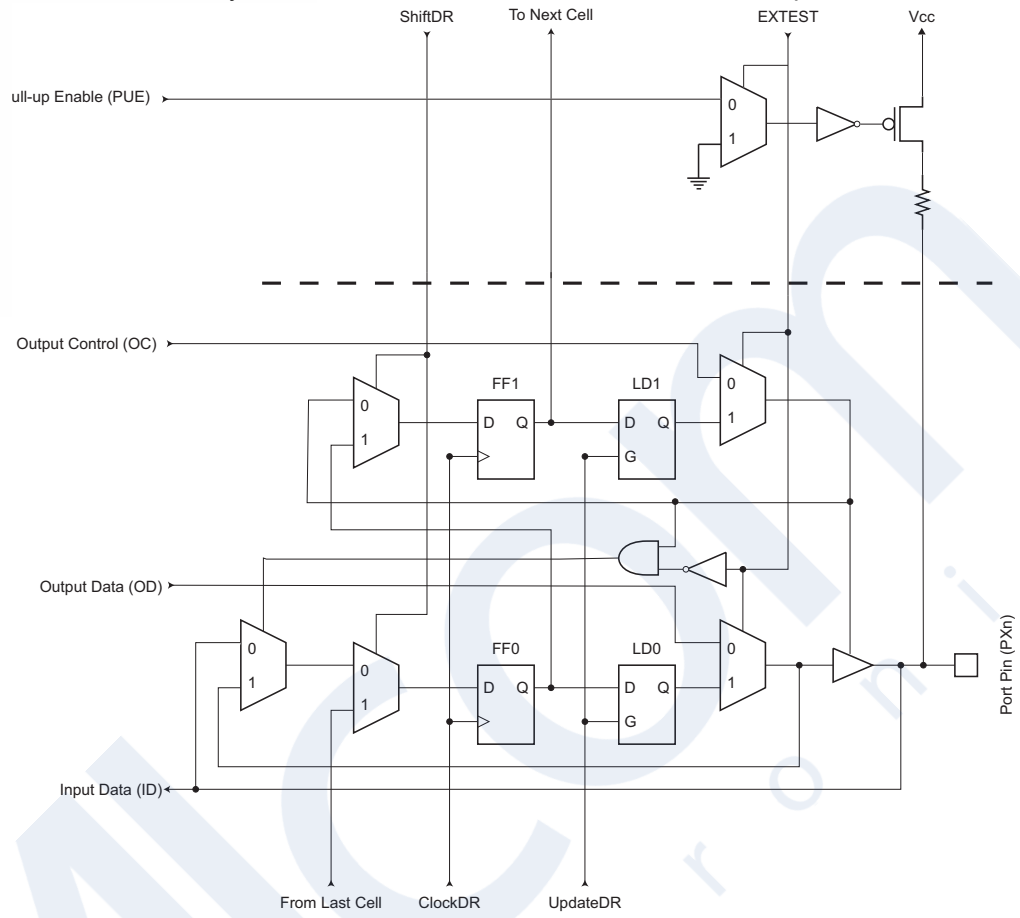 ShiftDR
To Next Cell
EXTEST
Vcc
ull-up Enable (PUE)
0
1
Output Control (OC)
FF1
LD1
0
0
1
D Q
D Q
1
G
Output Data (OD)
FF0
LD0
0
0
0
1
D Q
D Q
1
1
G
Port Pin (PXn)
Input Data (ID)
From Last Cell
ClockDR
UpdateDR